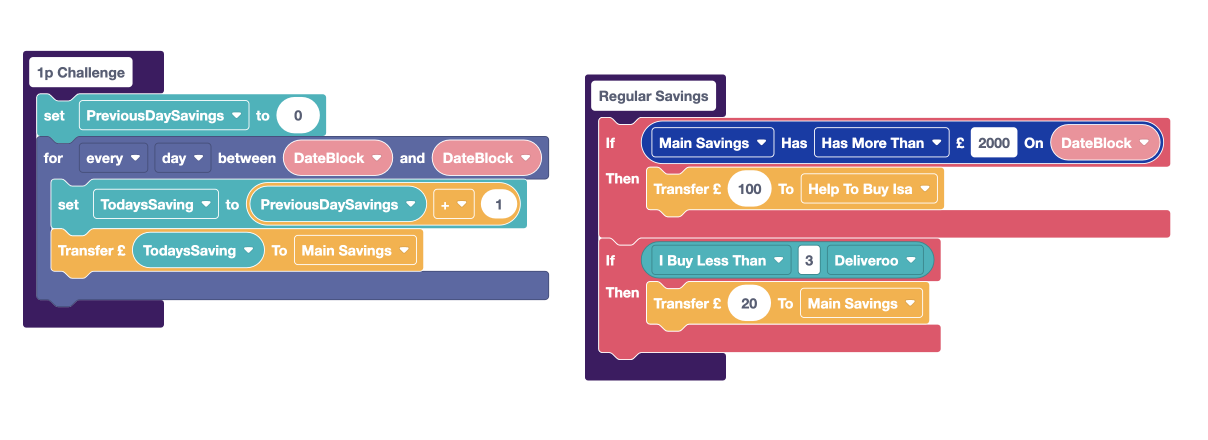 1p Challenge
set PreviousDaySavings to 0
for every day between DateBlock and DateBlock
set TodaysSaving to PreviousDaySavings + 1
Transfer £ TodaysSaving To Main Savings
Regular Savings
If Main Savings Has Has More Than £ 2000 On DateBlock
Then Transfer £ 100 To Help To Buy Isa
If I Buy Less Than 3 Deliveroo
Then Transfer £ 20 To Main Savings